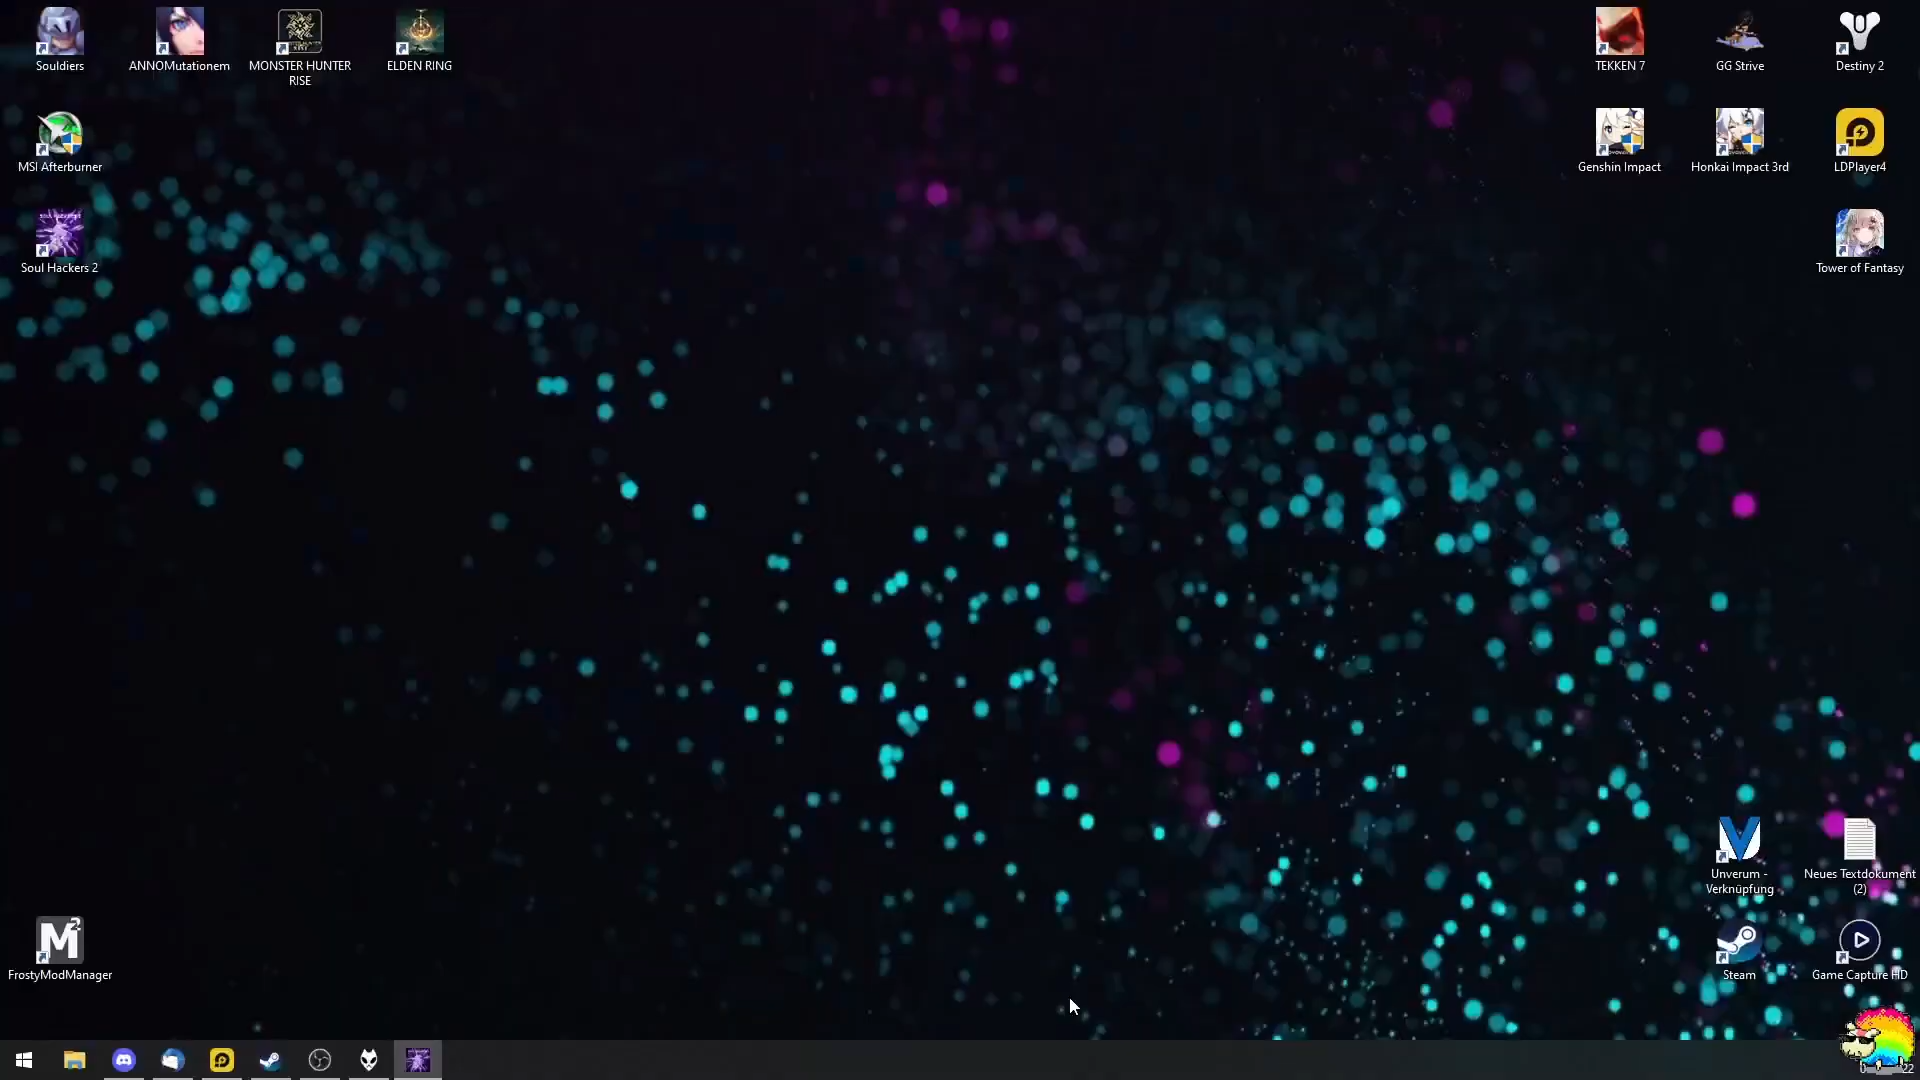 Souldiers
ANNOMutationem
MONSTER HUNTER
RISE
ELDEN RING
TEKKEN 7
GG Strive
Destiny 2
MSI Afterburner
Genshin Impact
Honkai Impact 3rd
LDPlayer4
Soul Hackers 2
Tower of Fantasy
Unverum -
Verknüpfung
Neues Textdokument
(2)
FrostyModManager
Steam
Game Capture HD